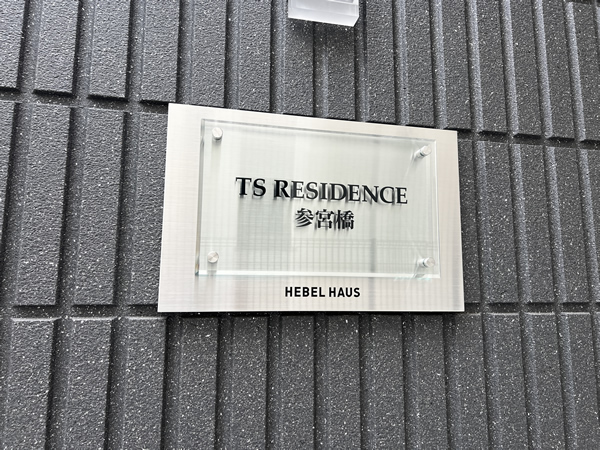 TS RESIDENCE
参宮橋
HEBEL HAUS